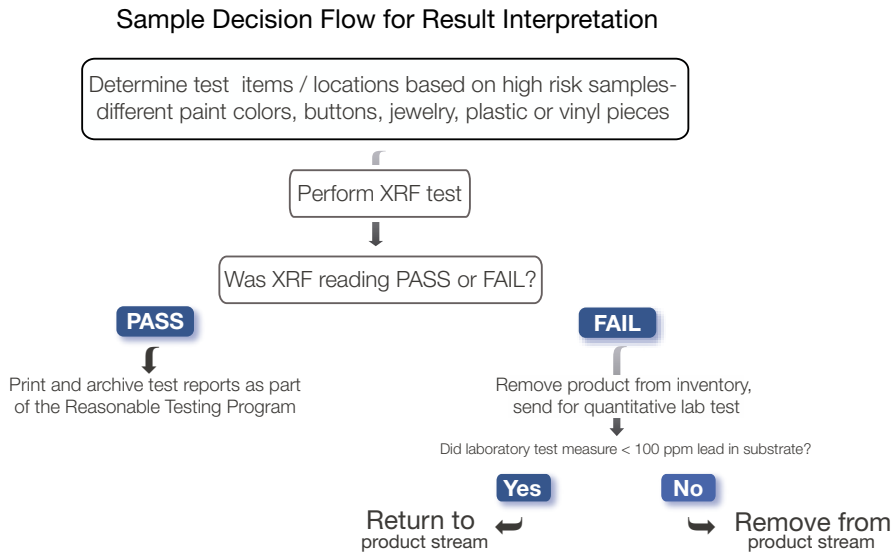 Sample Decision Flow for Result Interpretation
Determine test items / locations based on high risk samples-
different paint colors, buttons, jewelry, plastic or vinyl pieces
Perform XRF test
Was XRF reading PASS or FAIL?
PASS
FAIL
Print and archive test reports as part
of the Reasonable Testing Program
Remove product from inventory,
send for quantitative lab test
Did laboratory test measure < 100 ppm lead in substrate?
Yes
No
Return to
product stream
Remove from
product stream